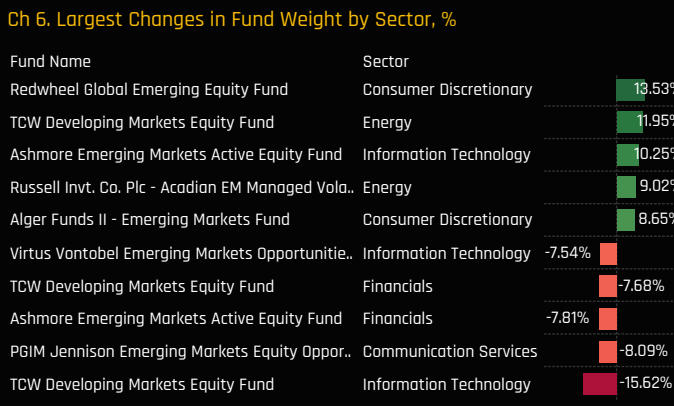 Ch 6. Largest Changes in Fund Weight by Sector, %
Fund Name Sector
Redwheel Global Emerging Equity Fund Consumer Discretionary 13.53%
TCW Developing Markets Equity Fund Energy 11.95%
Ashmore Emerging Markets Active Equity Fund Information Technology 10.25%
Russell Invt. Co. Plc - Acadian EM Managed Vola.. Energy 9.02%
Alger Funds II - Emerging Markets Fund Consumer Discretionary 8.65%
Virtus Vontobel Emerging Markets Opportunitie.. Information Technology -7.54%
TCW Developing Markets Equity Fund Financials -7.68%
Ashmore Emerging Markets Active Equity Fund Financials -7.81%
PGIM Jennison Emerging Markets Equity Oppor.. Communication Services -8.09%
TCW Developing Markets Equity Fund Information Technology -15.62%